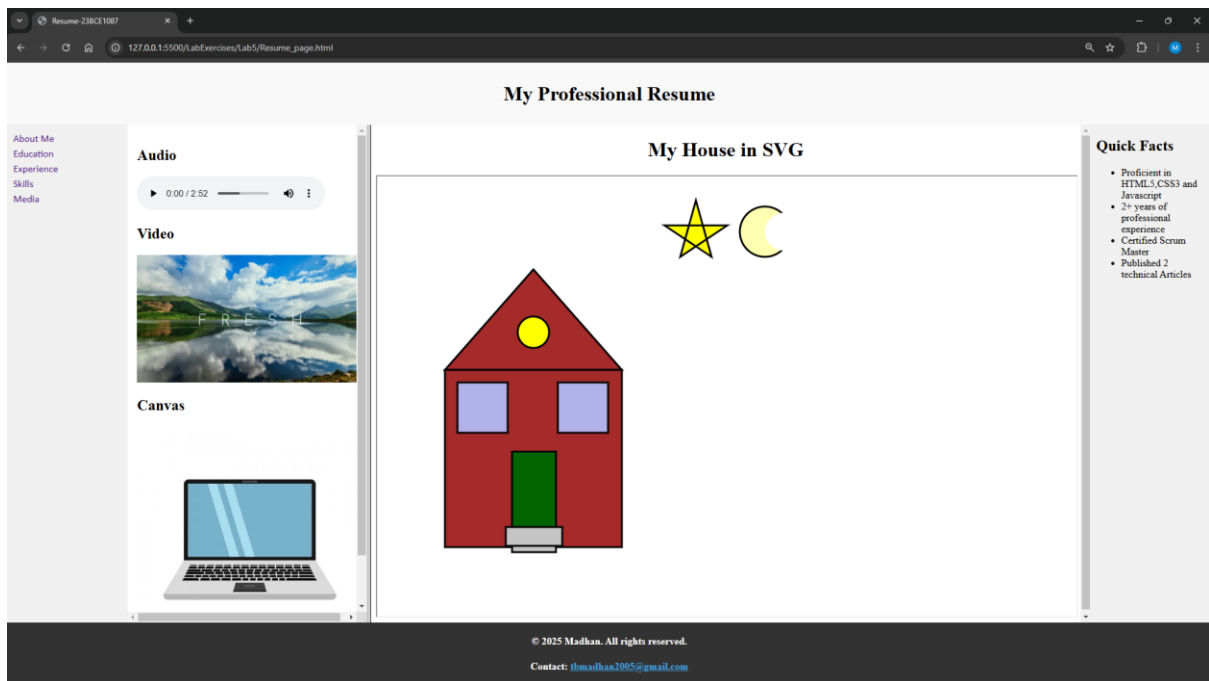 Resume-23BCE1087
127.0.0.1:5500/LabExercises/Lab5/Resume_page.html
M
My Professional Resume
About Me
Education
Experience
Skills
Media
Audio
0:00 / 2:52
Video
FRESH
Canvas
My House in SVG
Quick Facts
Proficient in
HTML5,CSS3 and
Javascript
2+ years of
professional
experience
Certified Scrum
Master
Published 2
technical Articles
© 2025 Madhan. All rights reserved.
Contact: tbmadhan2005@gmail.com